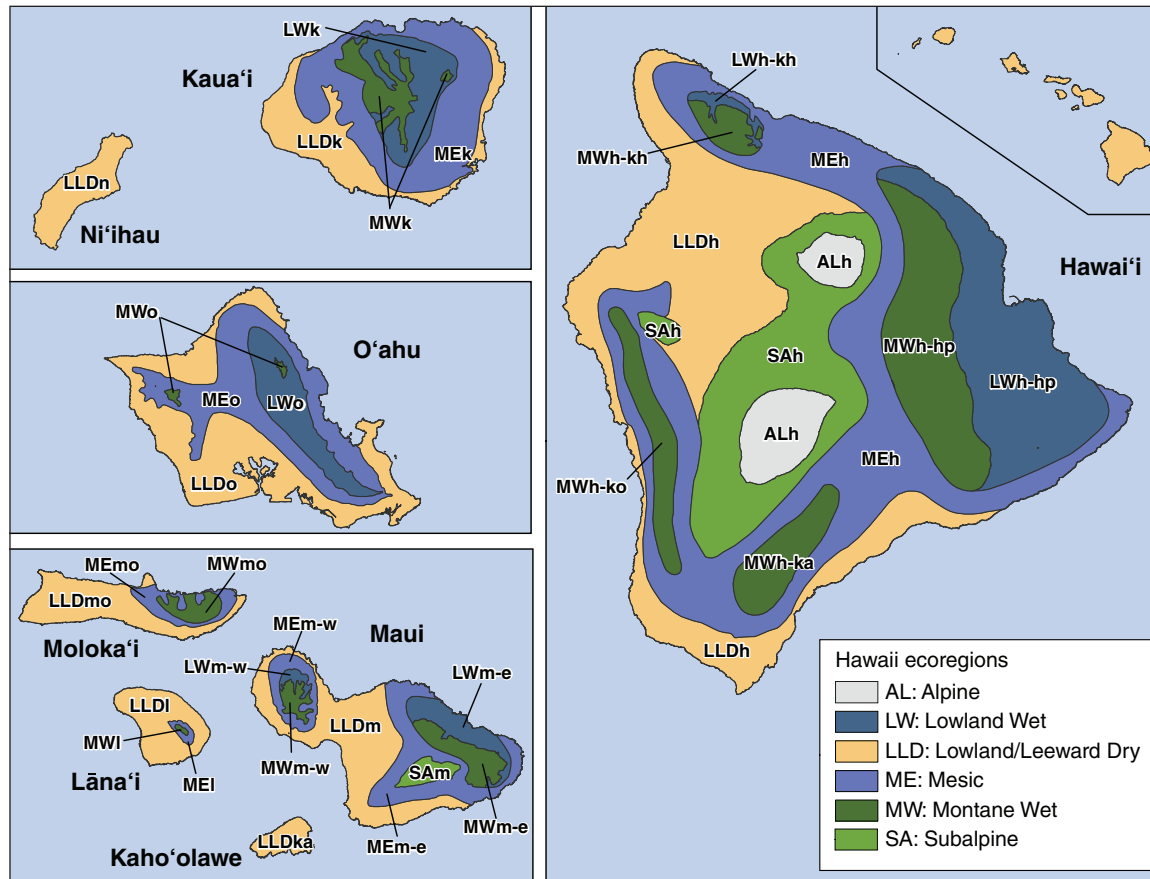 LWk
Kauaʻi
LLDk
MEk
MWk
LLDn
Niʻihau
MWo
Oʻahu
MEo
LWo
LLDo
MEmo
MWmo
LLDmo
Molokaʻi
MEm-w
Maui
LWm-w
LWm-e
LLDl
LLDm
MWl
MWm-w
SAm
Lānaʻi
MEl
MWm-e
LLDka
MEm-e
Kahoʻolawe
LWh-kh
MWh-kh
MEh
LLDh
ALh
Hawaiʻi
SAh
SAh
MWh-hp
LWh-hp
ALh
MEh
MWh-ko
MWh-ka
LLDh
Hawaii ecoregions
AL: Alpine
LW: Lowland Wet
LLD: Lowland/Leeward Dry
ME: Mesic
MW: Montane Wet
SA: Subalpine